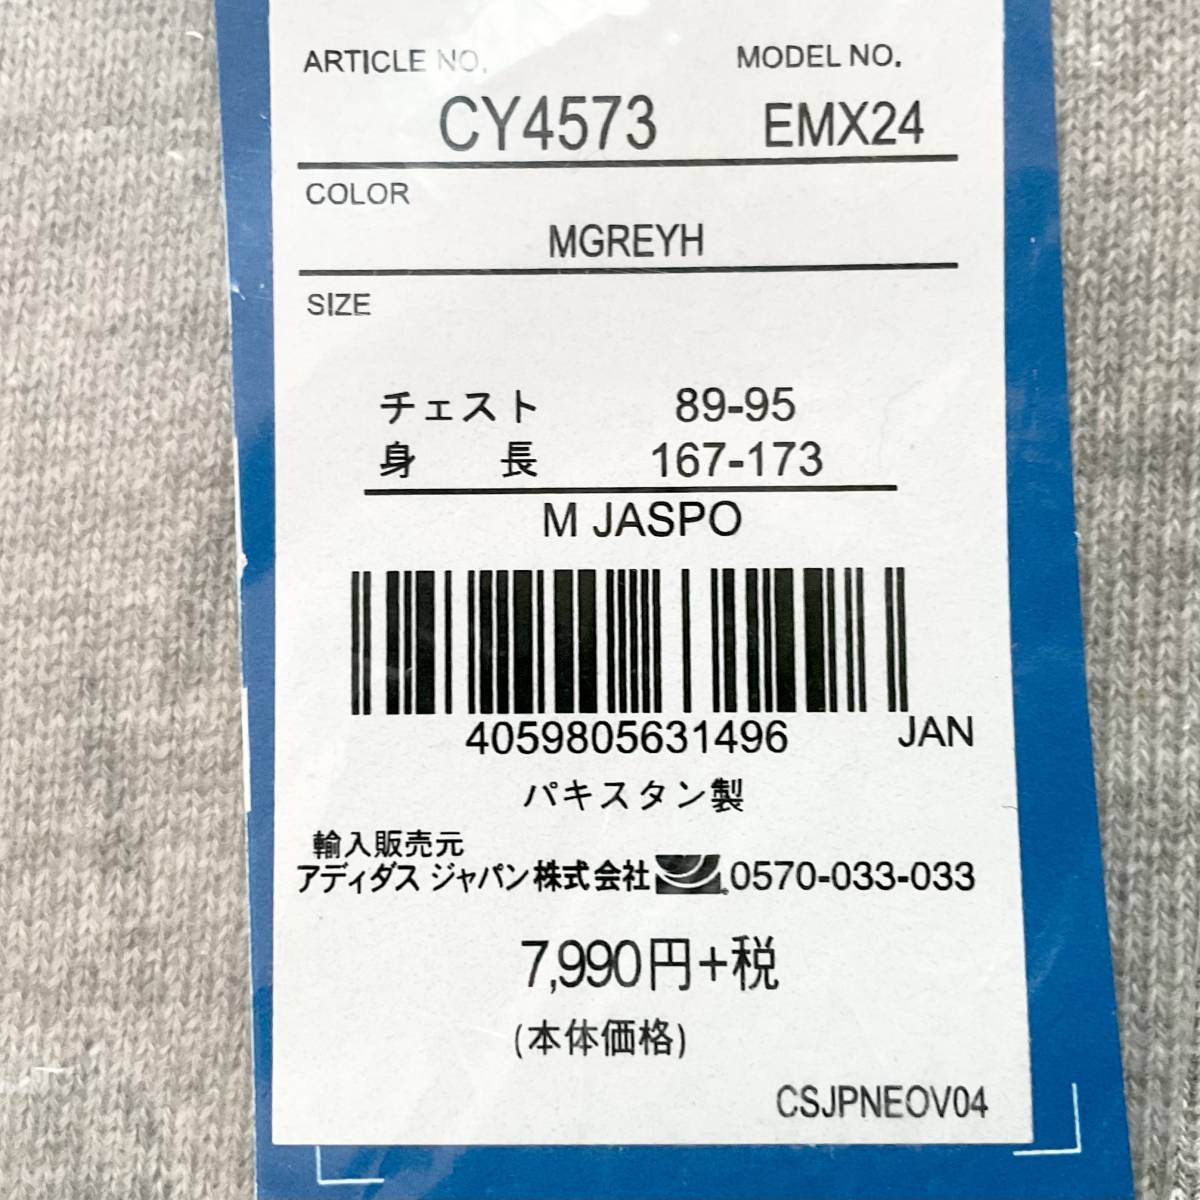 ARTICLE NO.
MODEL NO.
CY4573
EMX24
COLOR
MGREYH
SIZE
チェスト 89-95
身 長 167-173
M JASPO
4059805631496
JAN
パキスタン製
輸入販売元
アディダス ジャパン株式会社 0570-033-033
7,990円+税
(本体価格)
CSJPNEOV04